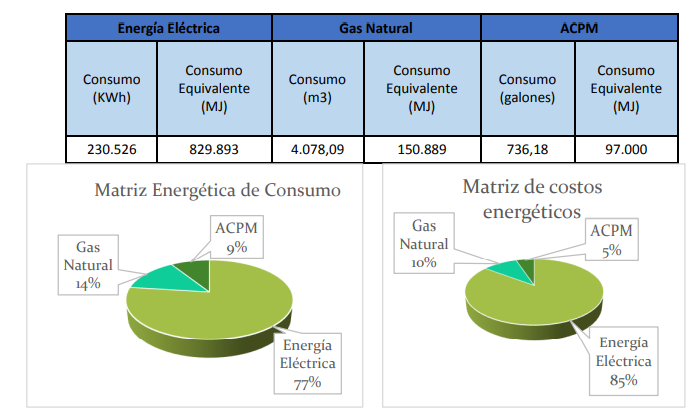 Energía Eléctrica
Gas Natural
ACPM
Consumo
(KWh)
Consumo
Equivalente
(MJ)
Consumo
(m3)
Consumo
Equivalente
(MJ)
Consumo
(galones)
Consumo
Equivalente
(MJ)
230.526
829.893
4.078,09
150.889
736,18
97.000
Matriz Energética de Consumo
ACPM
9%
Gas
Natural
14%
Energía
Eléctrica
77%
Matriz de costos
energéticos
Gas
Natural
10%
ACPM
5%
Energía
Eléctrica
85%